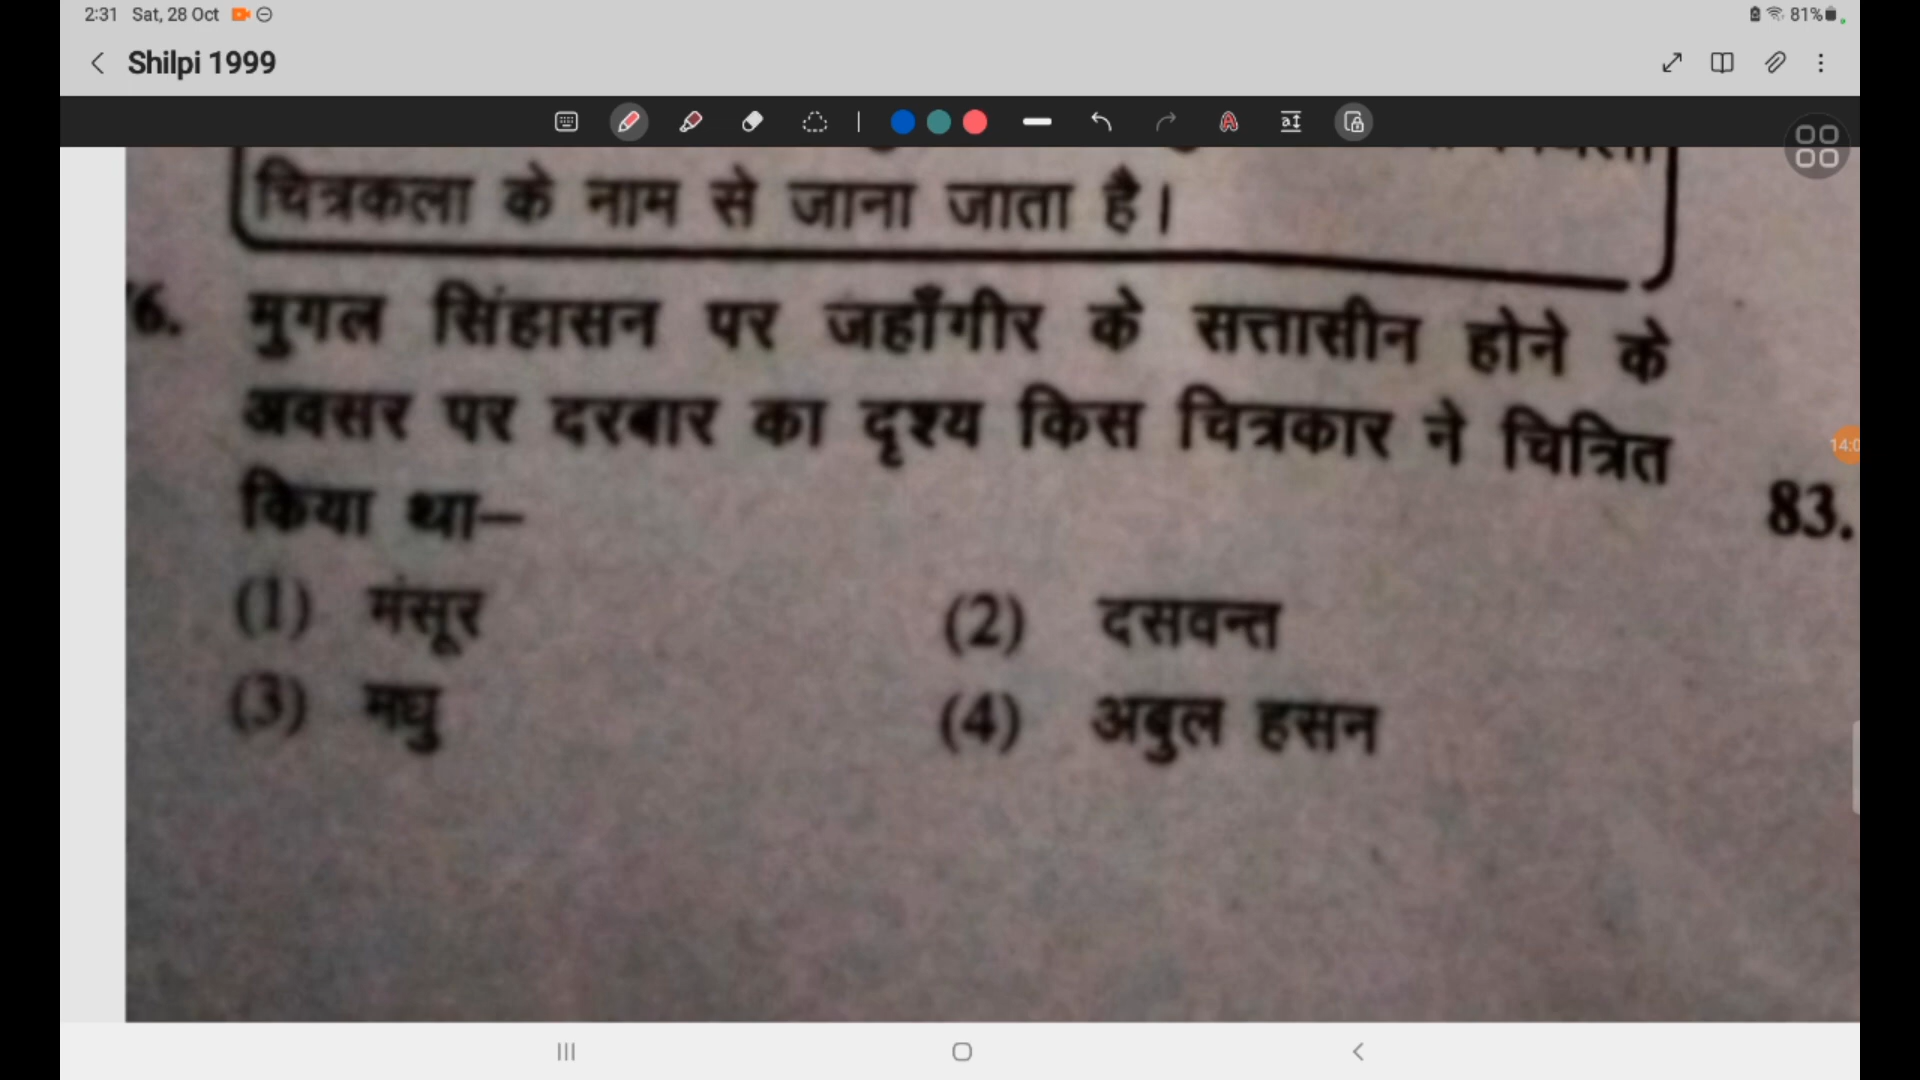 2:31 Sat, 28 Oct 81%
Shilpi 1999
चित्रकला के नाम से जाना जाता है।
6. मुगल सिंहासन पर जहाँगीर के सत्तासीन होने के
अवसर पर दरबार का दृश्य किस चित्रकार ने चित्रित
किया था—
(1) मंसूर (2) दसवन्त
(3) मधु (4) अबुल हसन
83.